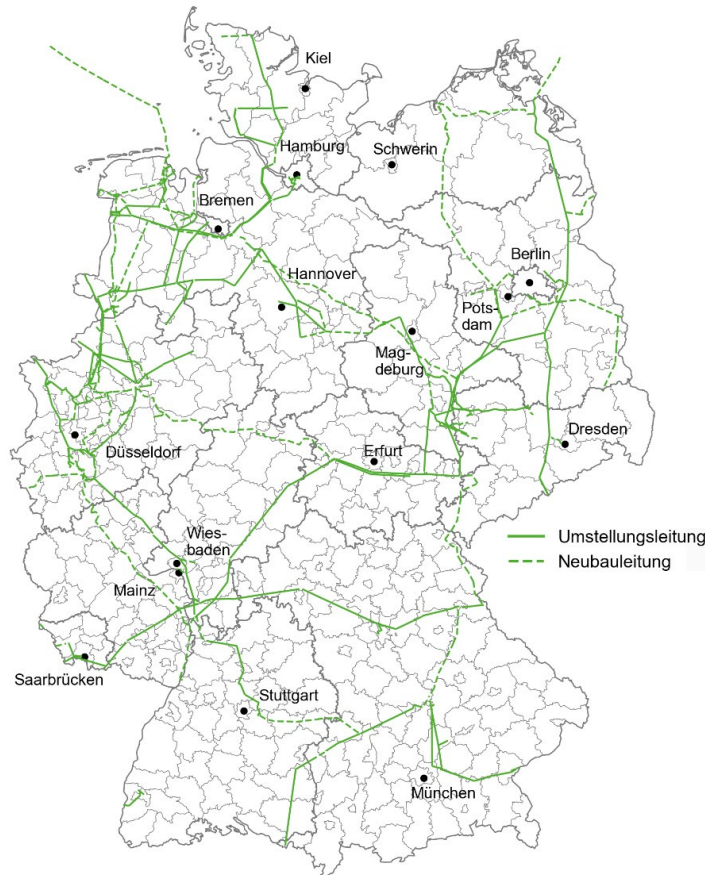 Kiel
Hamburg
Schwerin
Bremen
Berlin
Hannover
Pots-
dam
Mag-
deburg
Düsseldorf
Erfurt
Dresden
Wies-
baden
Umstellungsleitung
Neubauleitung
Mainz
Saarbrücken
Stuttgart
München